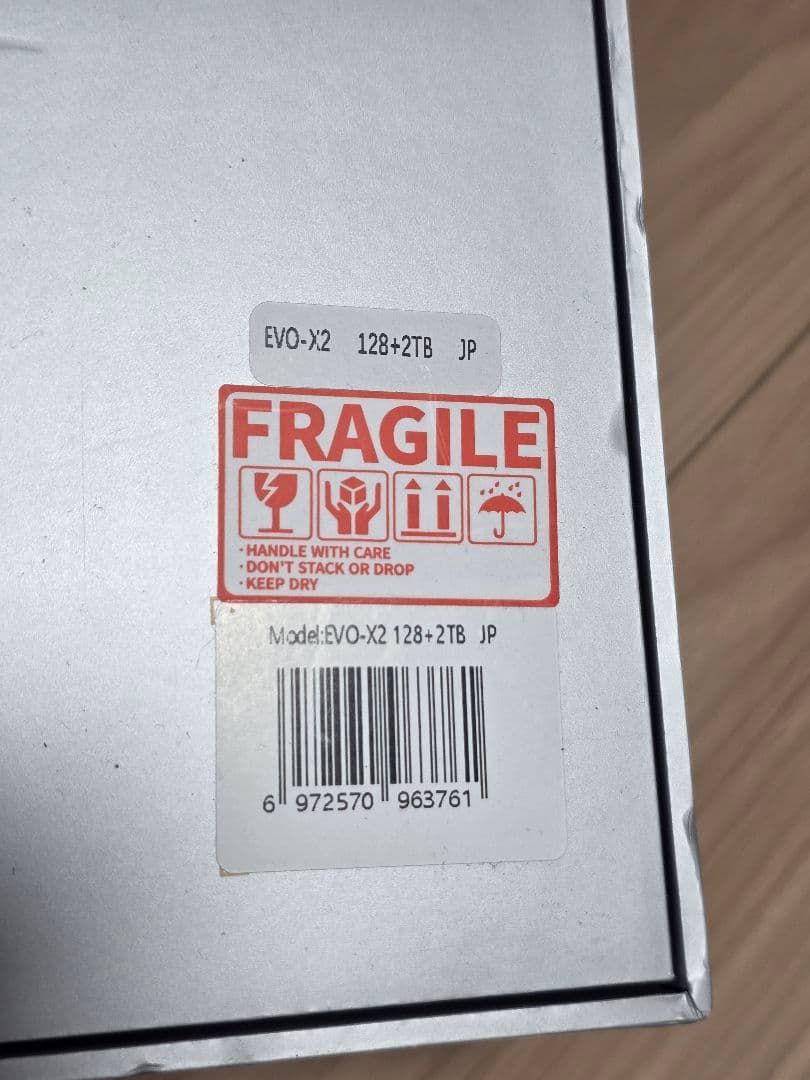 EVO-X2 128+2TB JP
FRAGILE
·HANDLE WITH CARE
·DON'T STACK OR DROP
·KEEP DRY
Model:EVO-X2 128+2TB JP
6 972570 963761